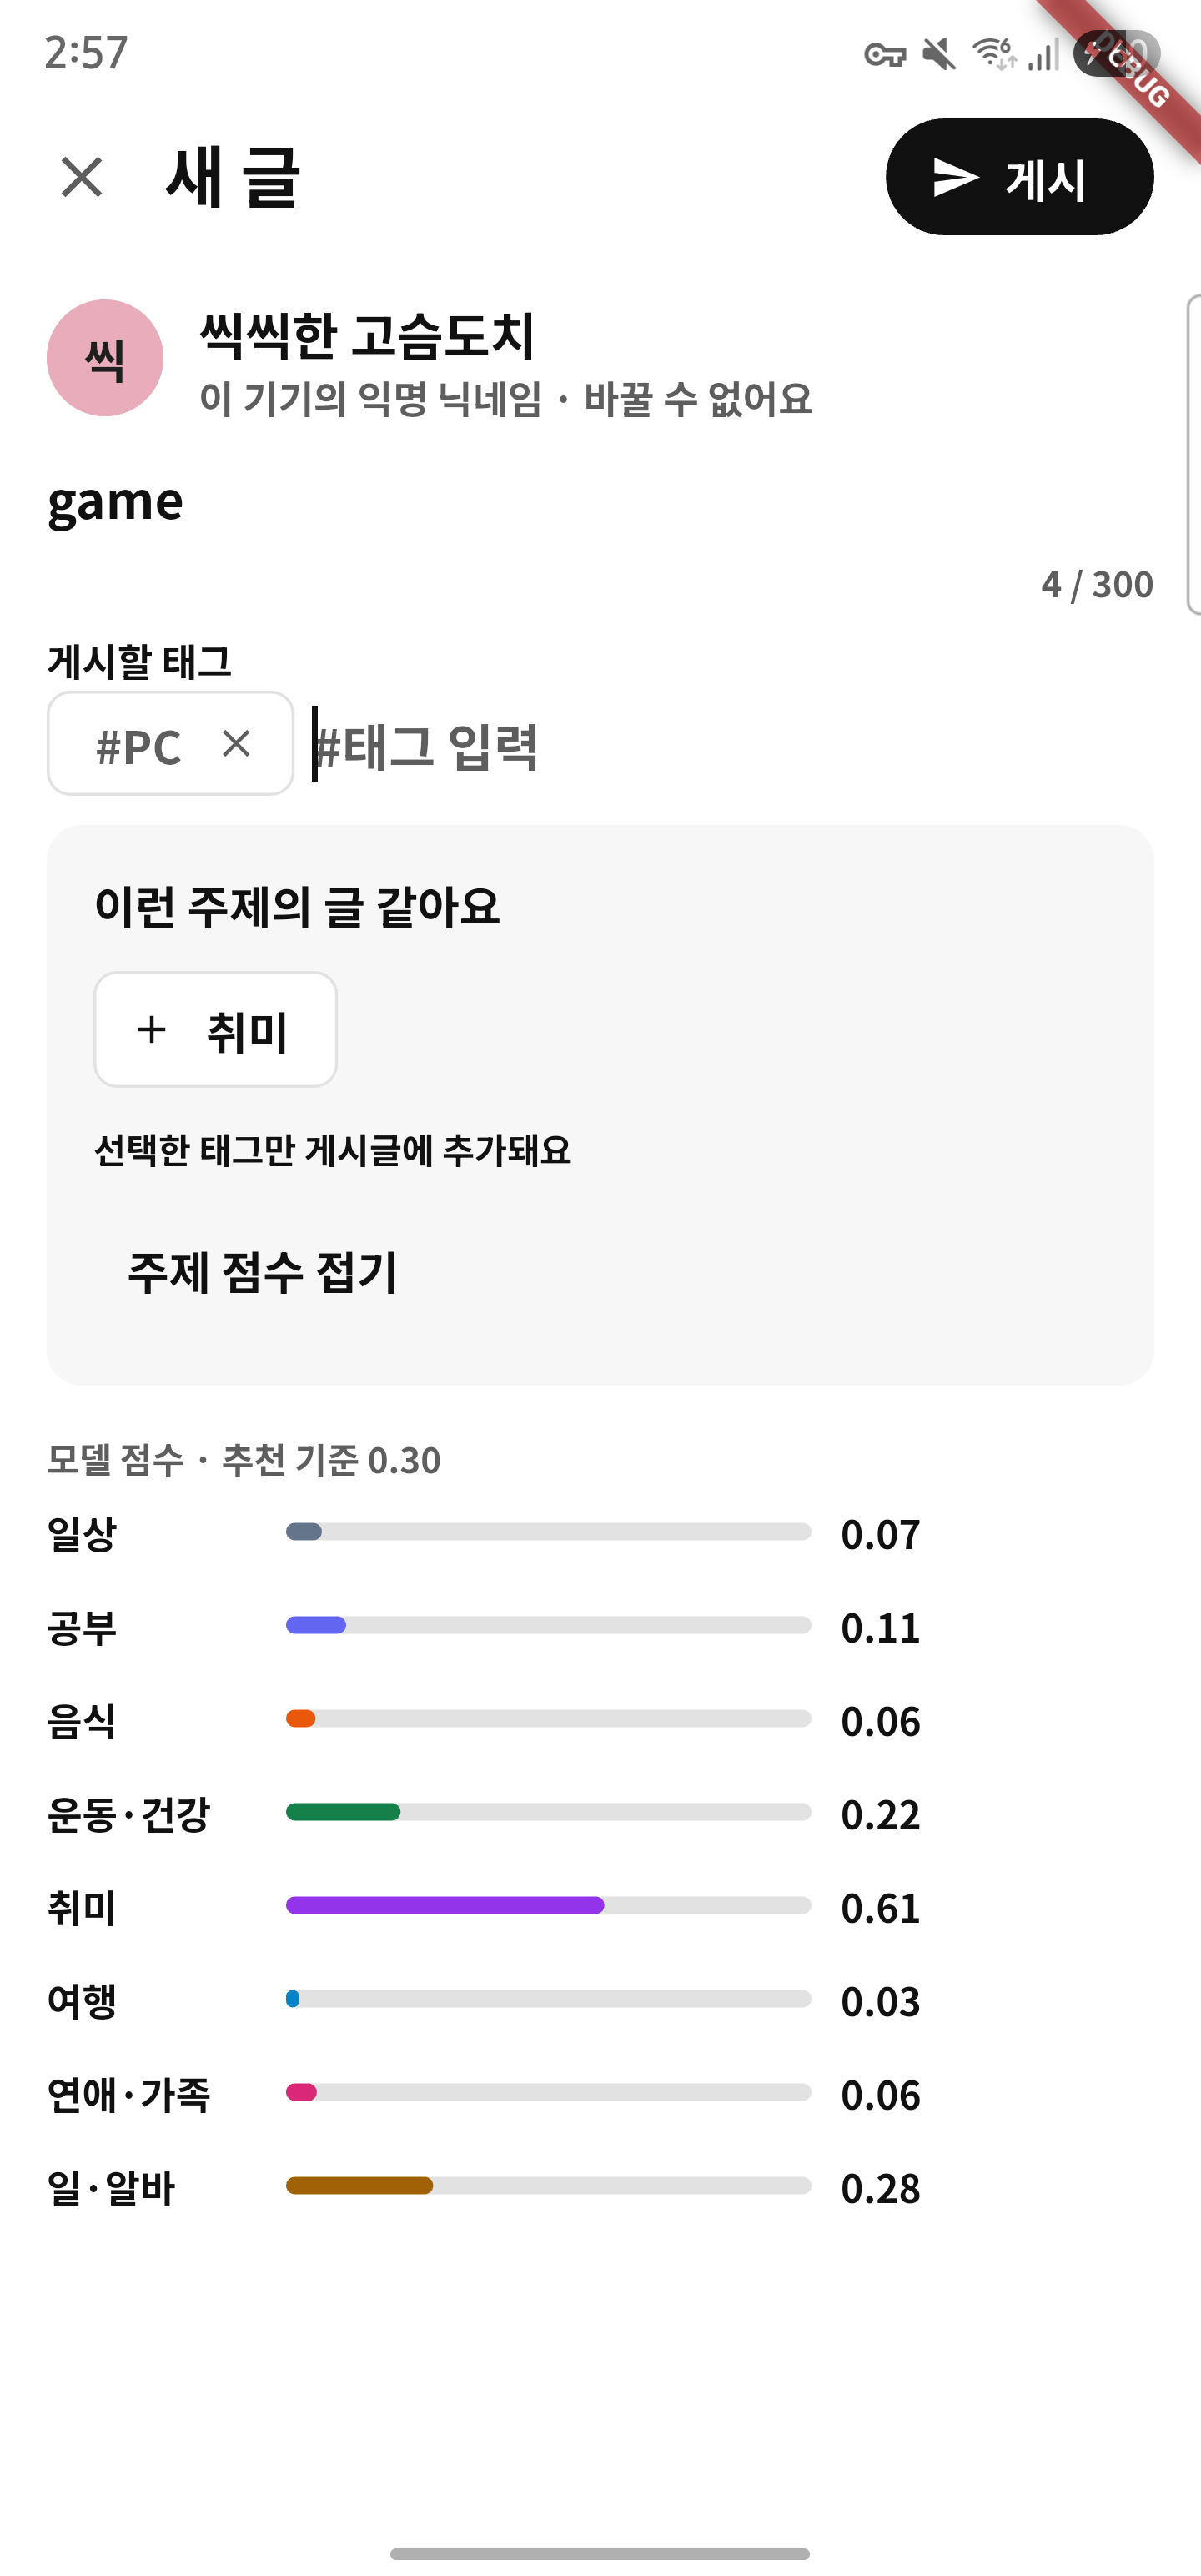 2:57
DEBUG
새 글
게시
씩
씩씩한 고슴도치
이 기기의 익명 닉네임 · 바꿀 수 없어요
game
4 / 300
게시할 태그
#PC
#태그 입력
이런 주제의 글 같아요
+ 취미
선택한 태그만 게시글에 추가돼요
주제 점수 접기
모델 점수 · 추천 기준 0.30
일상 0.07
공부 0.11
음식 0.06
운동·건강 0.22
취미 0.61
여행 0.03
연애·가족 0.06
일·알바 0.28